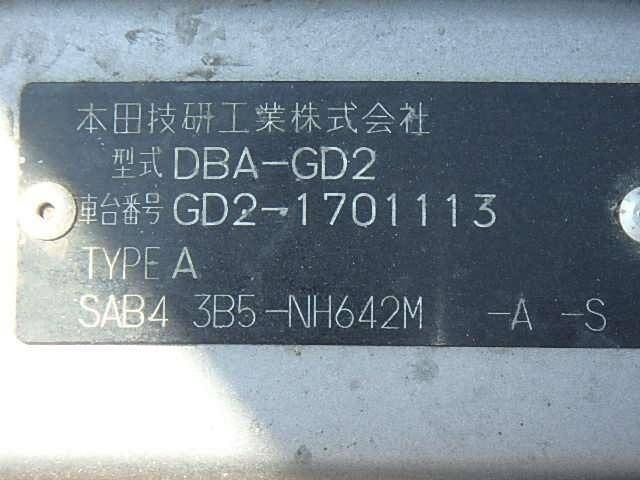 本田技研工業株式会社
型式 DBA-GD2
車台番号 GD2-1701113
TYPE A
SAB4 3B5-NH642M -A -S